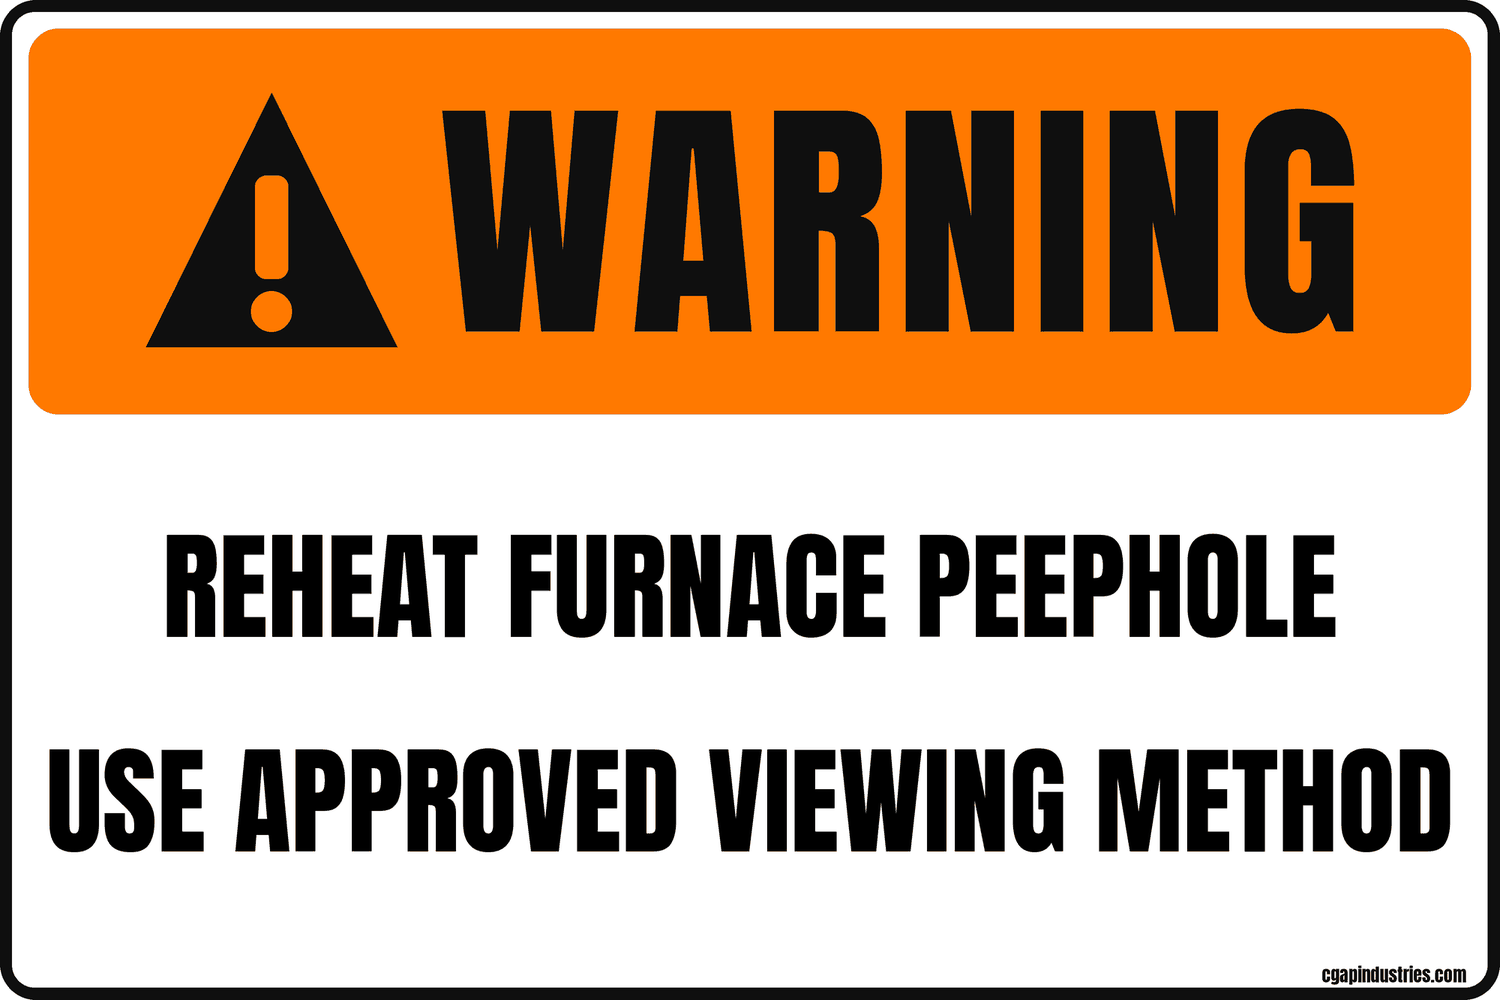 WARNING
REHEAT FURNACE PEEPHOLE
USE APPROVED VIEWING METHOD
cgapindustries.com